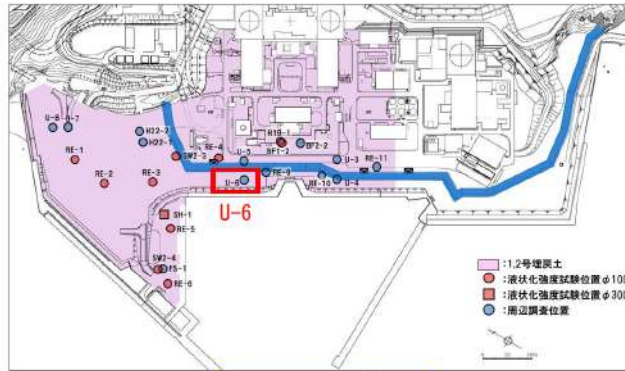 U-8
U-7
H22-2
H22-7
RE-1
RE-2
RE-3
SW2-3
RE-4
U-5
H19-1
BF1-2
BF2-2
U-3
RE-11
RE-9
RE-10
U-4
U-6
U-6
SH-1
RE-5
SW2-4
RE-6
:1,2号埋戻土
:液状化強度試験位置φ100
:液状化強度試験位置φ300
:周辺調査位置